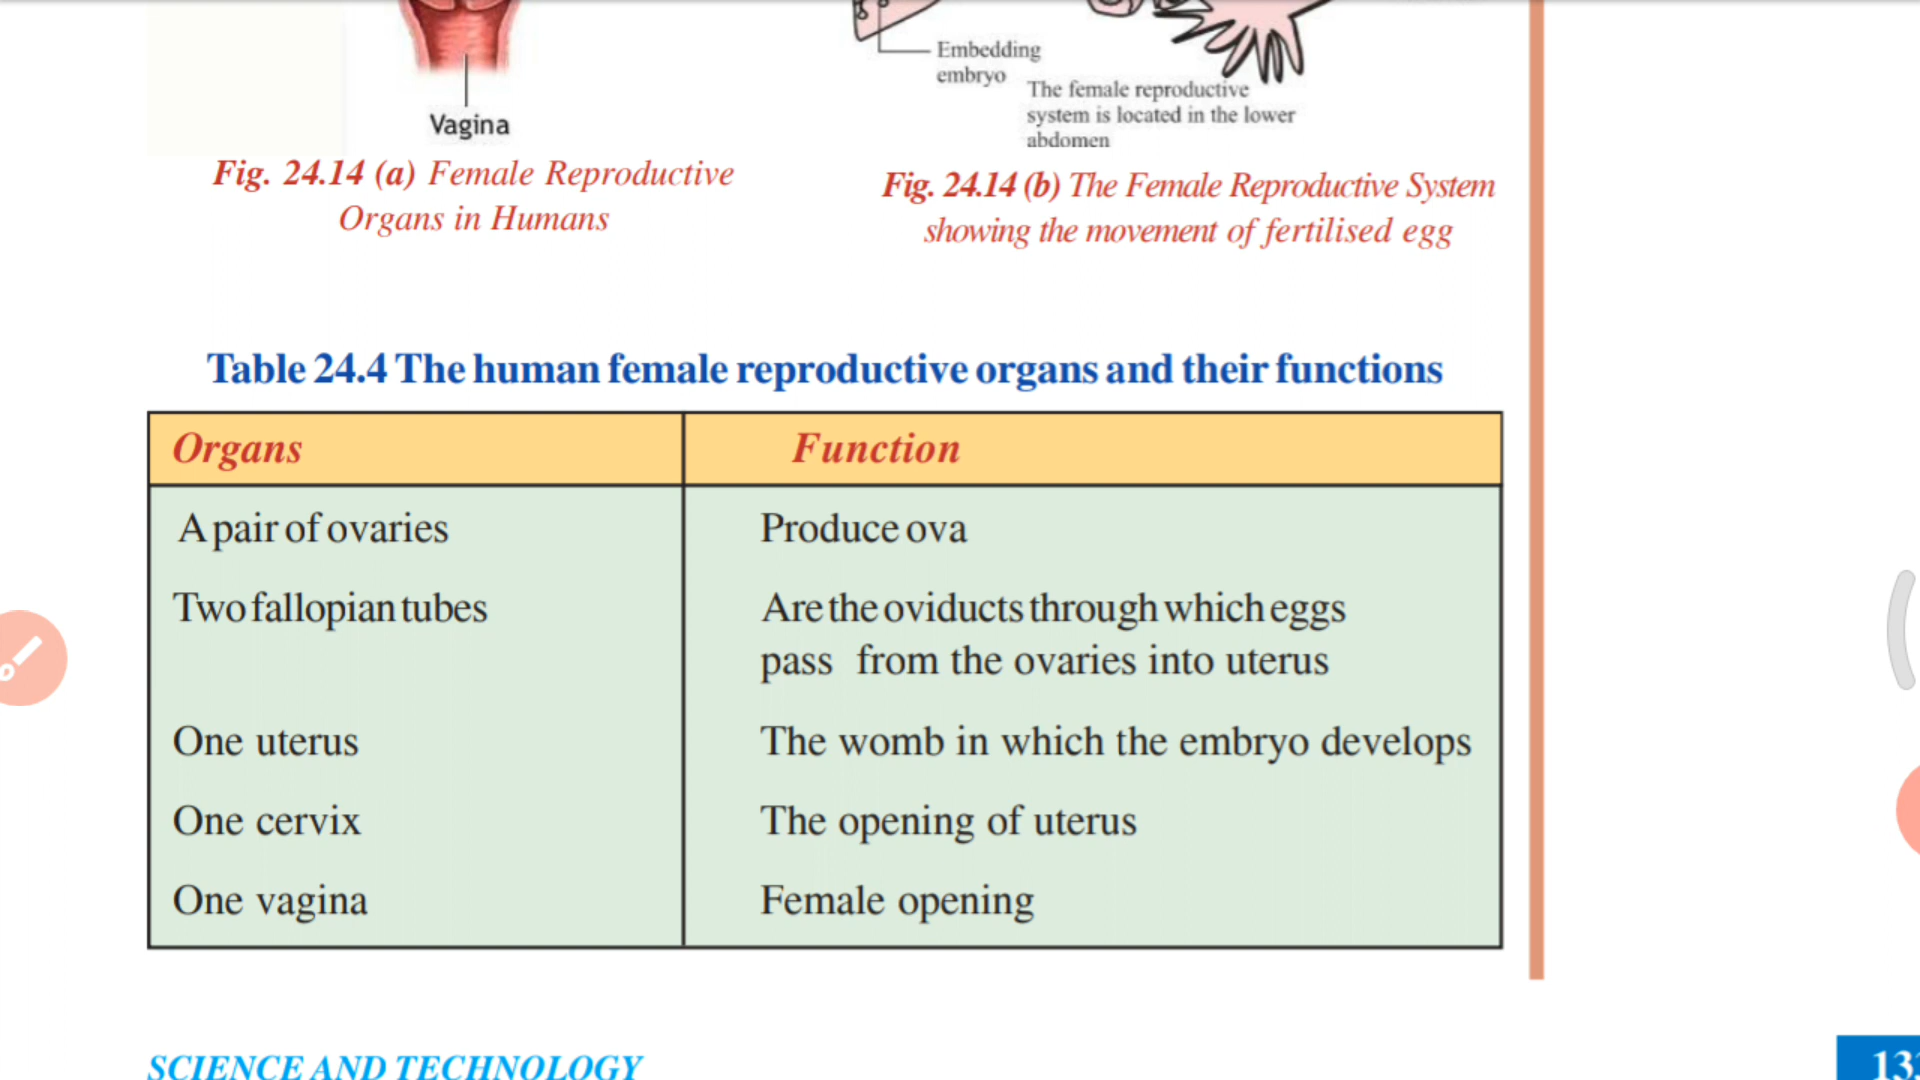 Vagina
Embedding
embryo
The female reproductive
system is located in the lower
abdomen
Fig. 24.14 (a) Female Reproductive
Organs in Humans
Fig. 24.14 (b) The Female Reproductive System
showing the movement of fertilised egg
Table 24.4 The human female reproductive organs and their functions
Organs Function
A pair of ovaries Produce ova
Two fallopian tubes Are the oviducts through which eggs
pass from the ovaries into uterus
One uterus The womb in which the embryo develops
One cervix The opening of uterus
One vagina Female opening
SCIENCE AND TECHNOLOGY